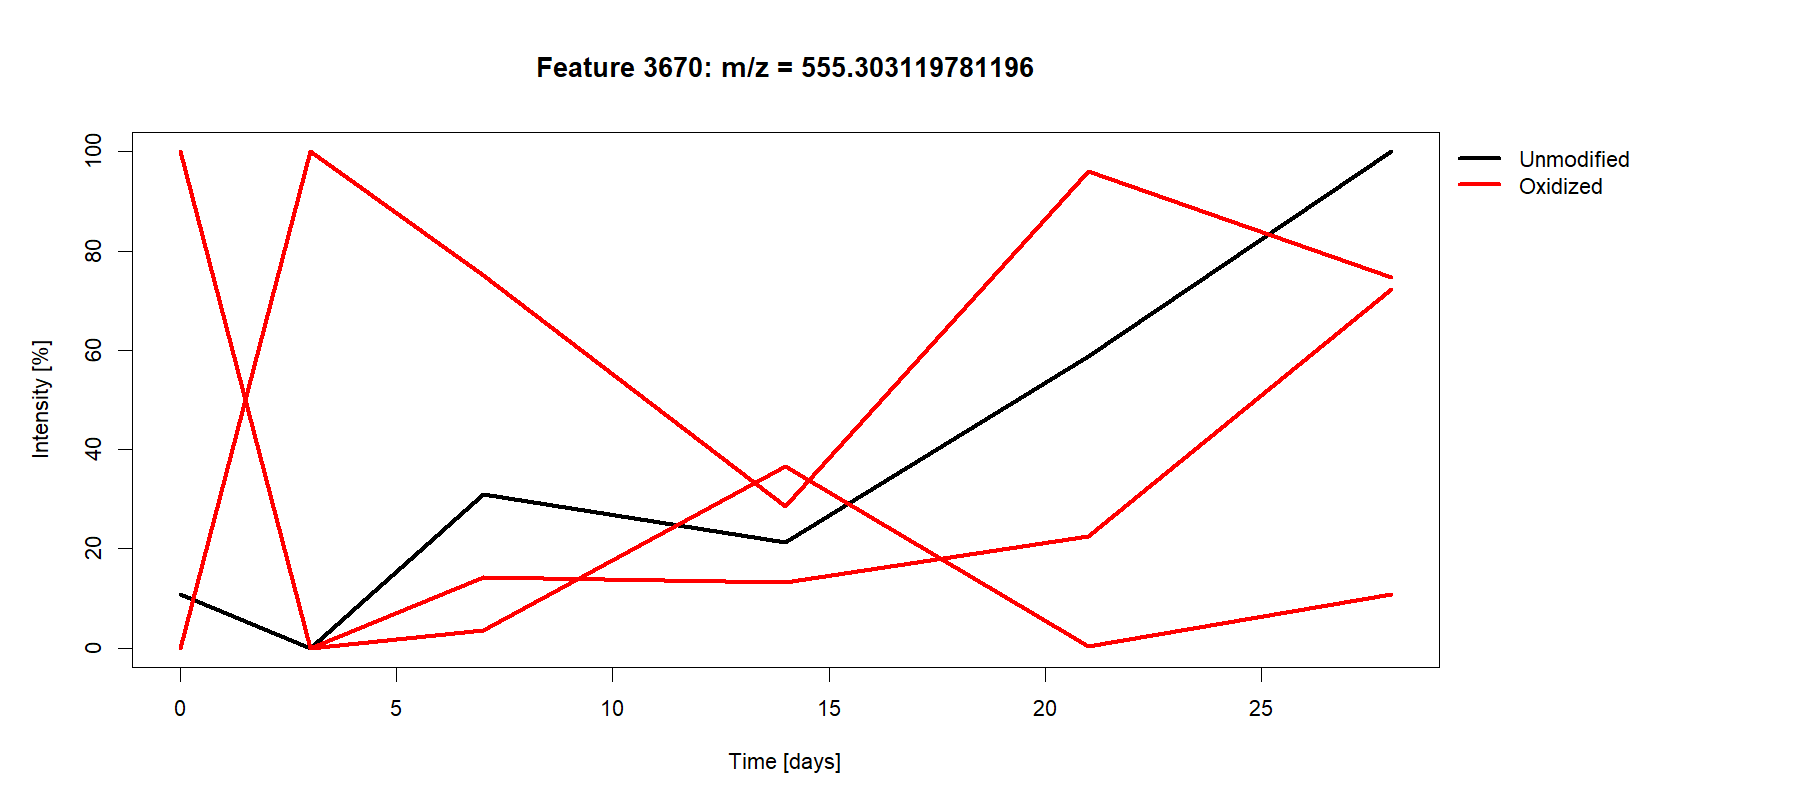 Feature 3670: m/z = 555.303119781196
Unmodified
Oxidized
Intensity [%]
100
80
60
40
20
0
0 5 10 15 20 25
Time [days]